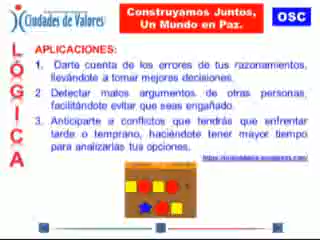 Ciudades de Valores
Construyamos Juntos,
Un Mundo en Paz.
OSC
LÓGICA
APLICACIONES:
1. Darte cuenta de los errores de tus razonamientos,
llevándote a tomar mejores decisiones.
2 Detectar malos argumentos de otras personas,
facilitándote evitar que seas engañado.
3. Anticiparte a conflictos que tendrás que enfrentar
tarde o temprano, haciéndote tener mayor tiempo
para analizarlas tus opciones.